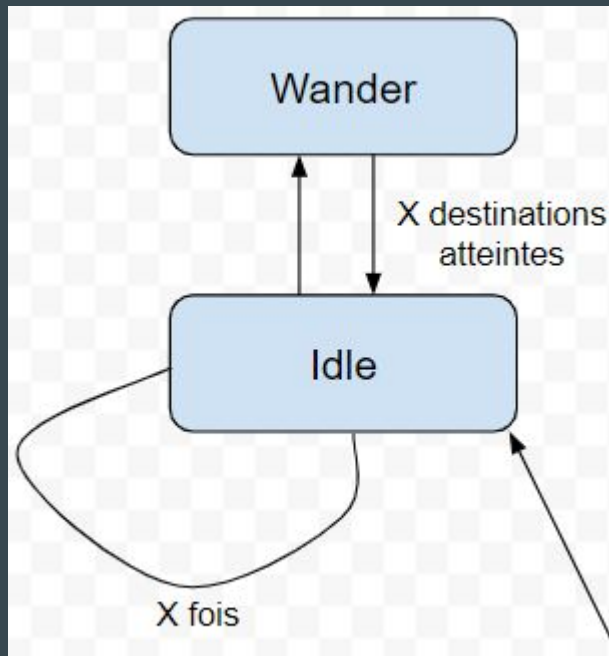 Wander
X destinations
atteintes
Idle
X fois